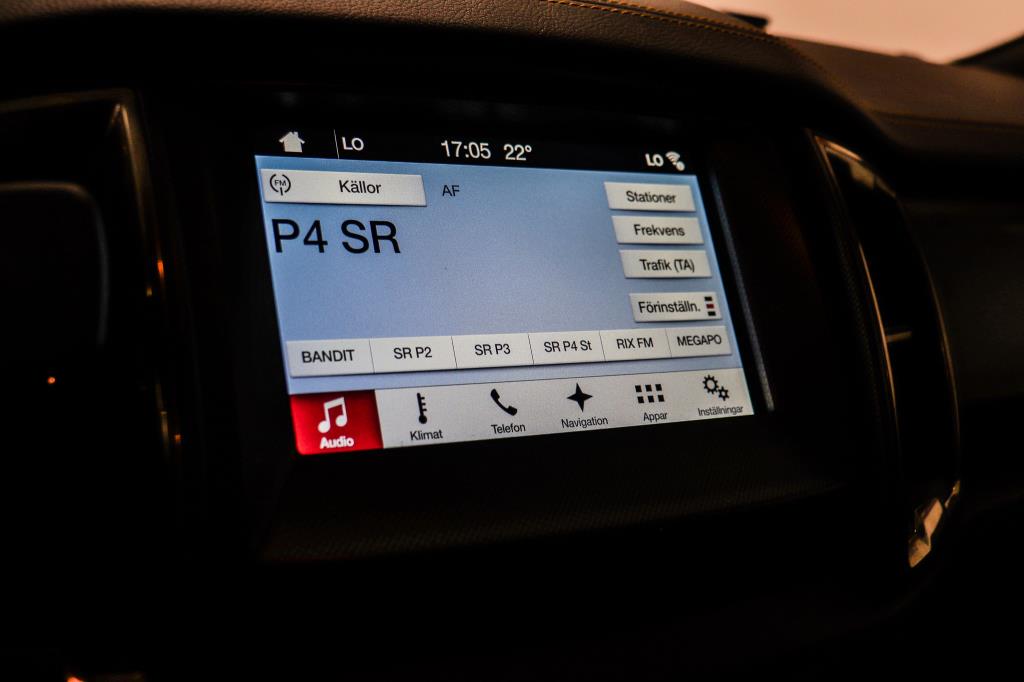 LO 17:05 22° LO
FM Källor AF Stationer
P4 SR
Frekvens
Trafik (TA)
Förinställn.
BANDIT SR P2 SR P3 SR P4 St RIX FM MEGAPO
Audio Klimat Telefon Navigation Appar Inställningar